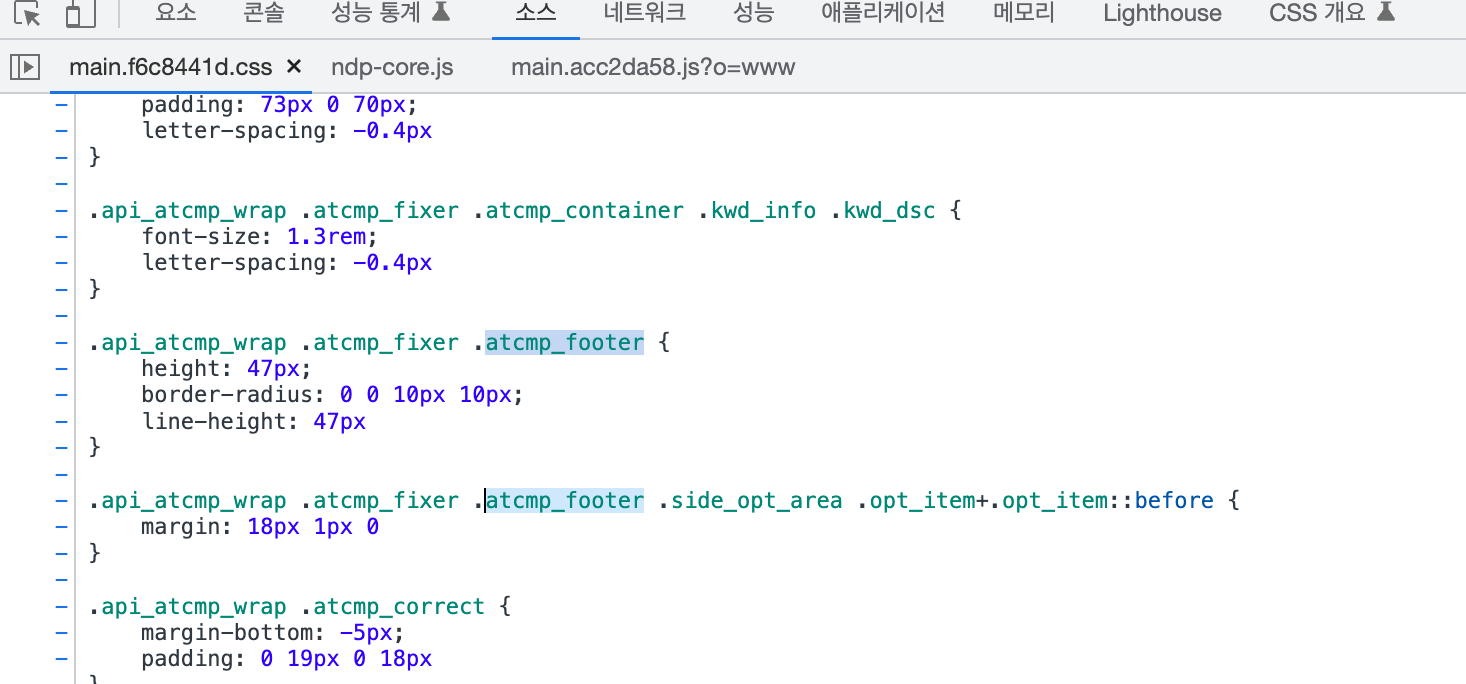 요소 콘솔 성능 통계 소스 네트워크 성능 애플리케이션 메모리 Lighthouse CSS 개요
main.f6c8441d.css × ndp-core.js main.acc2da58.js?o=www
    padding: 73px 0 70px;
    letter-spacing: -0.4px
}

.api_atcmp_wrap .atcmp_fixer .atcmp_container .kwd_info .kwd_dsc {
    font-size: 1.3rem;
    letter-spacing: -0.4px
}

.api_atcmp_wrap .atcmp_fixer .atcmp_footer {
    height: 47px;
    border-radius: 0 0 10px 10px;
    line-height: 47px
}

.api_atcmp_wrap .atcmp_fixer .atcmp_footer .side_opt_area .opt_item+.opt_item::before {
    margin: 18px 1px 0
}

.api_atcmp_wrap .atcmp_correct {
    margin-bottom: -5px;
    padding: 0 19px 0 18px
}